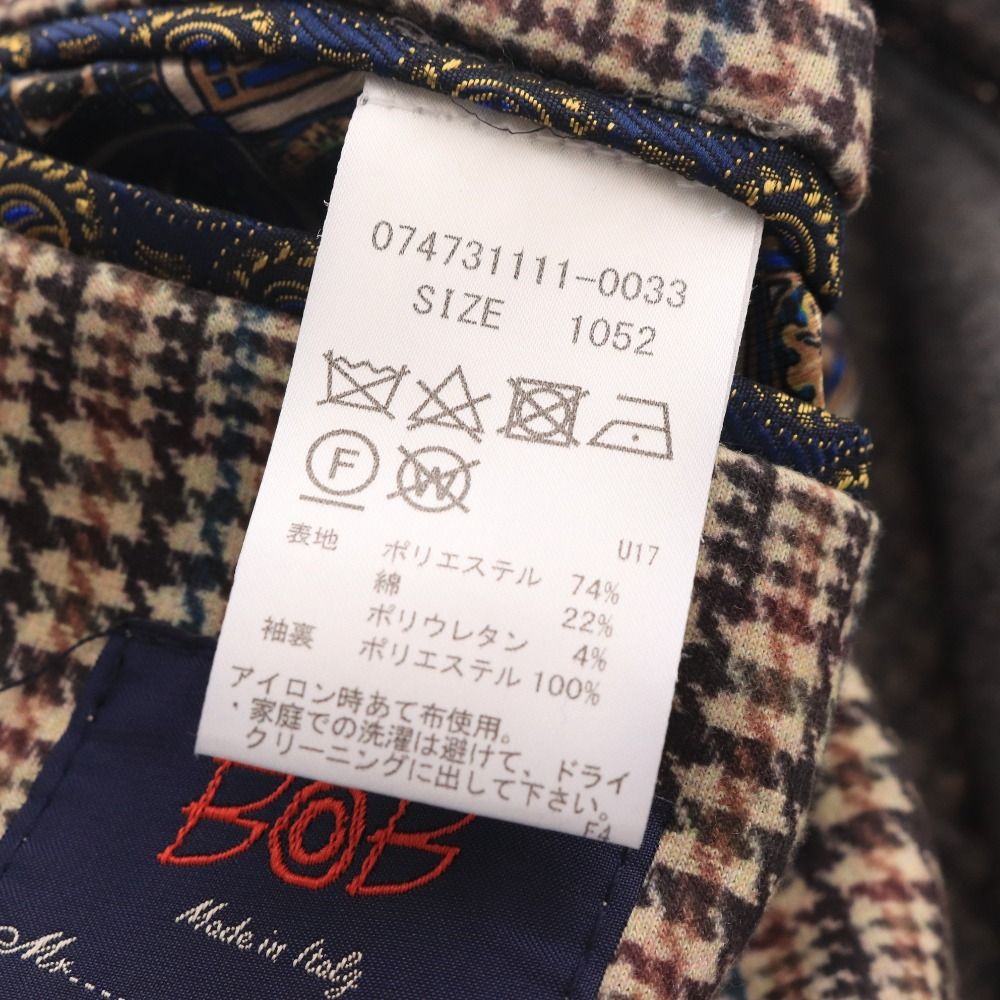 074731111-0033
SIZE 1052
F W
U17
表地 ポリエステル 74%
綿 22%
ポリウレタン 4%
袖裏 ポリエステル 100%
アイロン時あて布使用。
・家庭での洗濯は避けて、ドライ
クリーニングに出して下さい。
F4
BOB
Made in Italy
Mr....